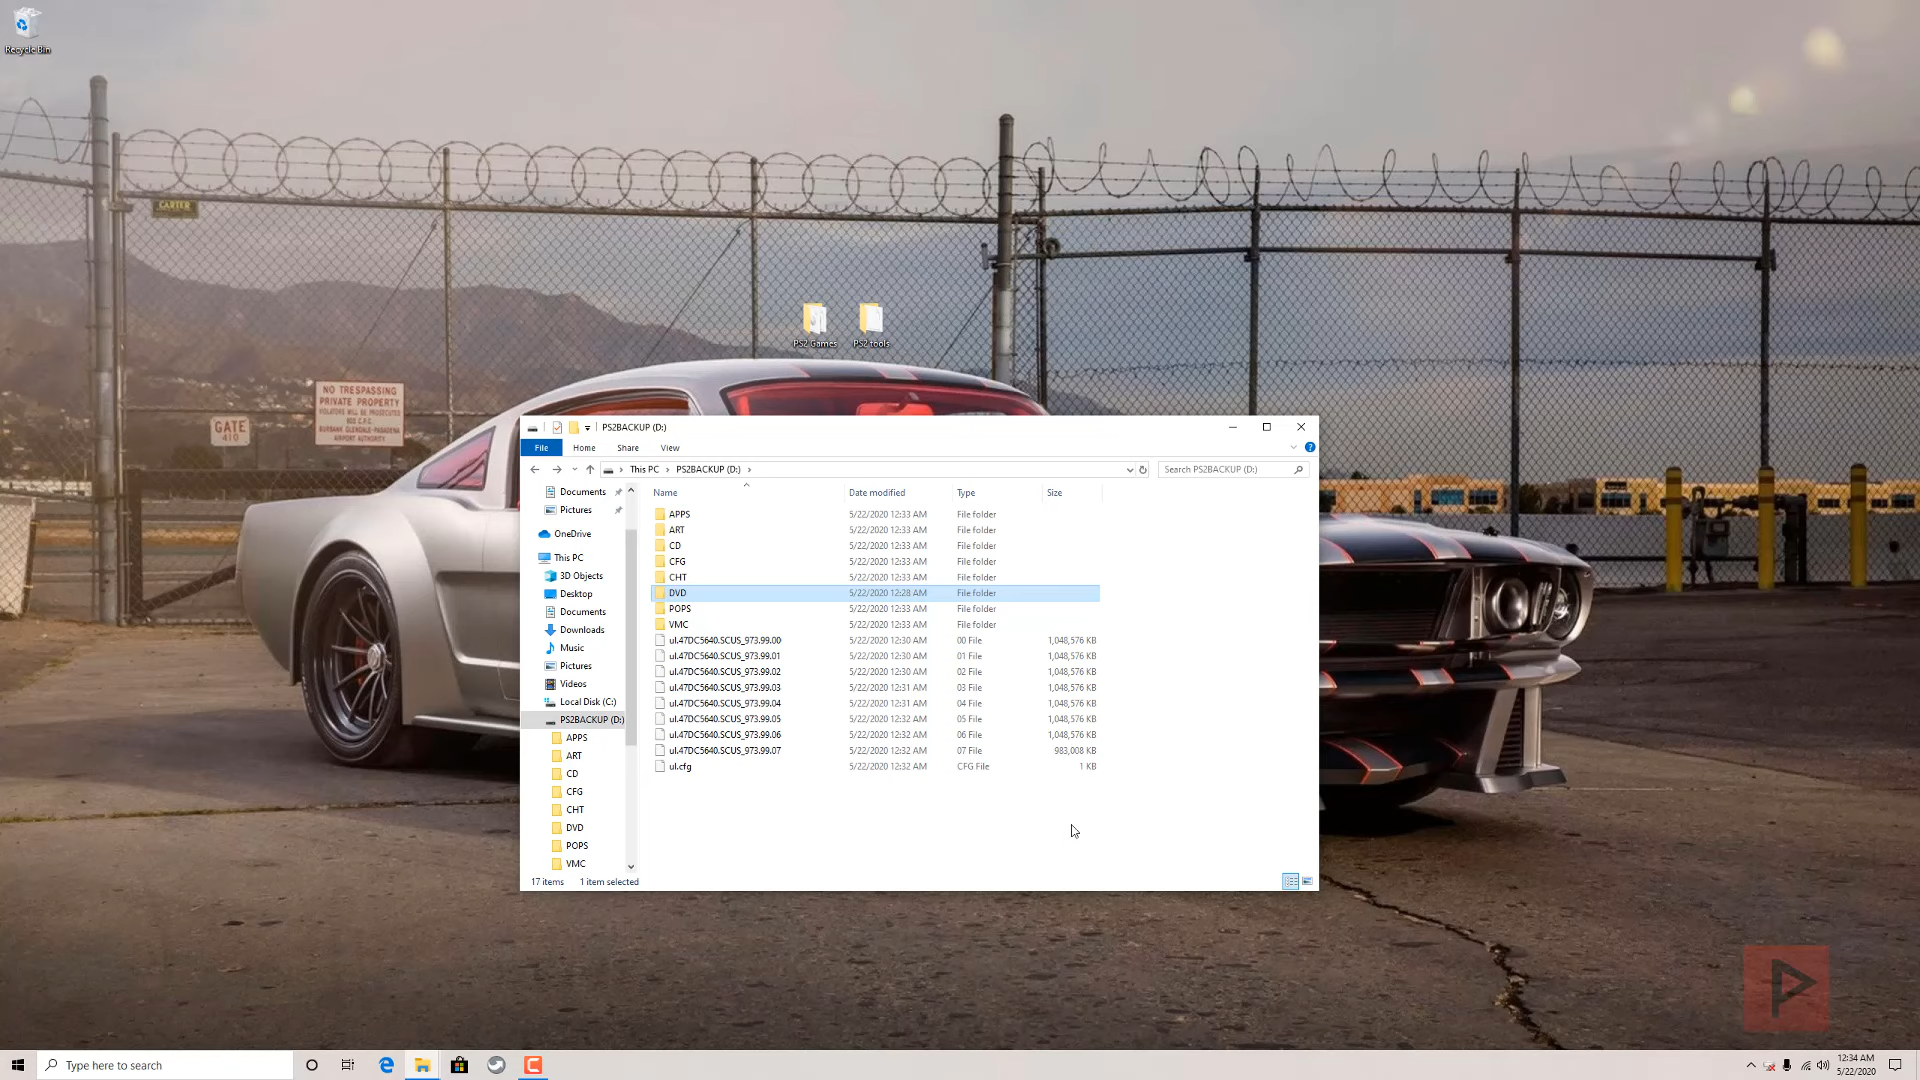 Recycle Bin
CARTER
NO TRESPASSING
PRIVATE PROPERTY
VIOLATORS WILL BE PROSECUTED
BURBANK GLENDALE-PASADENA
AIRPORT AUTHORITY
GATE
410
PS2 Games
PS2 tools
PS2BACKUP (D:)
File
Home
Share
View
This PC
PS2BACKUP (D:)
Search PS2BACKUP (D:)
Documents
Pictures
OneDrive
This PC
3D Objects
Desktop
Documents
Downloads
Music
Pictures
Videos
Local Disk (C:)
PS2BACKUP (D:)
APPS
ART
CD
CFG
CHT
DVD
POPS
VMC
Name Date modified Type Size
APPS 5/22/2020 12:33 AM File folder
ART 5/22/2020 12:33 AM File folder
CD 5/22/2020 12:33 AM File folder
CFG 5/22/2020 12:33 AM File folder
CHT 5/22/2020 12:33 AM File folder
DVD 5/22/2020 12:28 AM File folder
POPS 5/22/2020 12:33 AM File folder
VMC 5/22/2020 12:33 AM File folder
ul.47DC5640.SCUS_973.99.00 5/22/2020 12:30 AM 00 File 1,048,576 KB
ul.47DC5640.SCUS_973.99.01 5/22/2020 12:30 AM 01 File 1,048,576 KB
ul.47DC5640.SCUS_973.99.02 5/22/2020 12:30 AM 02 File 1,048,576 KB
ul.47DC5640.SCUS_973.99.03 5/22/2020 12:31 AM 03 File 1,048,576 KB
ul.47DC5640.SCUS_973.99.04 5/22/2020 12:31 AM 04 File 1,048,576 KB
ul.47DC5640.SCUS_973.99.05 5/22/2020 12:32 AM 05 File 1,048,576 KB
ul.47DC5640.SCUS_973.99.06 5/22/2020 12:32 AM 06 File 1,048,576 KB
ul.47DC5640.SCUS_973.99.07 5/22/2020 12:32 AM 07 File 983,008 KB
ul.cfg 5/22/2020 12:32 AM CFG File 1 KB
17 items 1 item selected
P
Type here to search
12:34 AM
5/22/2020